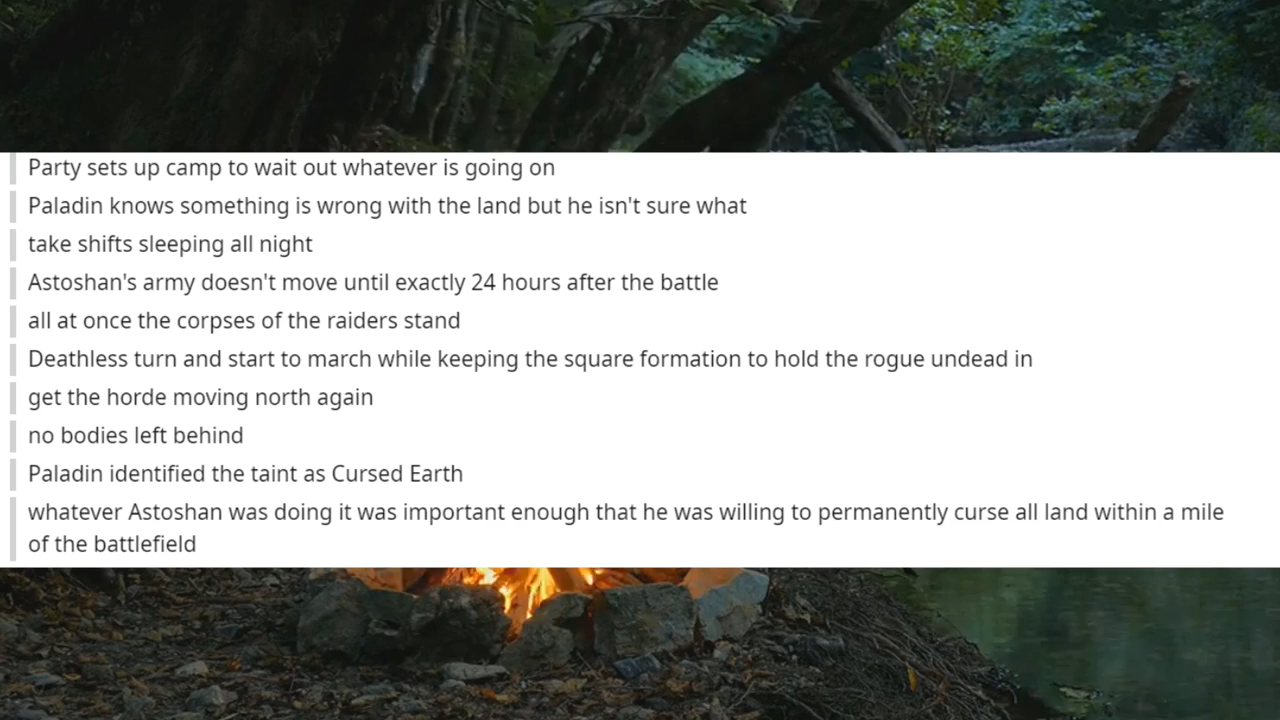 Party sets up camp to wait out whatever is going on
Paladin knows something is wrong with the land but he isn't sure what
take shifts sleeping all night
Astoshan's army doesn't move until exactly 24 hours after the battle
all at once the corpses of the raiders stand
Deathless turn and start to march while keeping the square formation to hold the rogue undead in
get the horde moving north again
no bodies left behind
Paladin identified the taint as Cursed Earth
whatever Astoshan was doing it was important enough that he was willing to permanently curse all land within a mile
of the battlefield